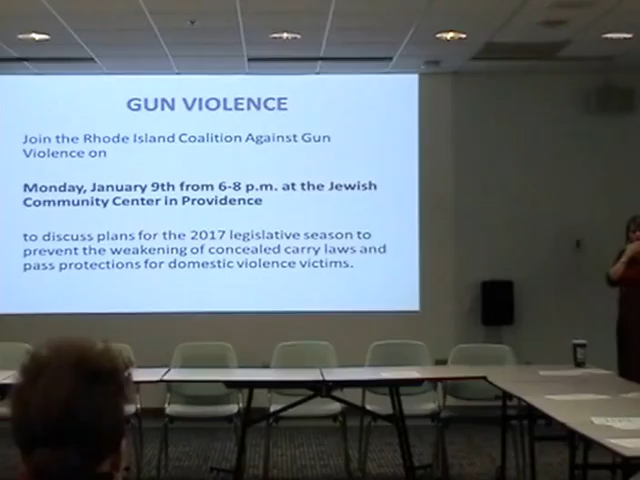 GUN VIOLENCE
Join the Rhode Island Coalition Against Gun
Violence on
Monday, January 9th from 6-8 p.m. at the Jewish
Community Center in Providence
to discuss plans for the 2017 legislative season to
prevent the weakening of concealed carry laws and
pass protections for domestic violence victims.